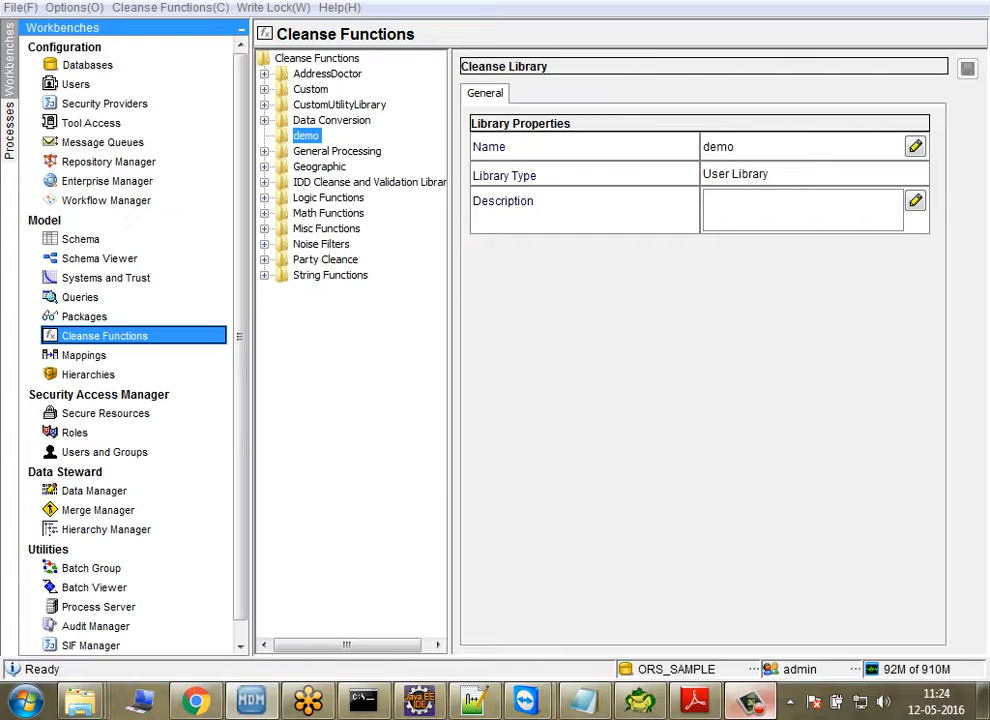 File(F) Options(O) Cleanse Functions(C) Write Lock(W) Help(H)
Workbenches
Processes
Workbenches
Configuration
Databases
Users
Security Providers
Tool Access
Message Queues
Repository Manager
Enterprise Manager
Workflow Manager
Model
Schema
Schema Viewer
Systems and Trust
Queries
Packages
Cleanse Functions
Mappings
Hierarchies
Security Access Manager
Secure Resources
Roles
Users and Groups
Data Steward
Data Manager
Merge Manager
Hierarchy Manager
Utilities
Batch Group
Batch Viewer
Process Server
Audit Manager
SIF Manager
Cleanse Functions
Cleanse Functions
AddressDoctor
Custom
CustomUtilityLibrary
Data Conversion
demo
General Processing
Geographic
IDD Cleanse and Validation Librar
Logic Functions
Math Functions
Misc Functions
Noise Filters
Party Cleance
String Functions
Cleanse Library
General
Library Properties
Name demo
Library Type User Library
Description
Ready
ORS_SAMPLE
admin
92M of 910M
MDM
Java EE
IDE
11:24
12-05-2016